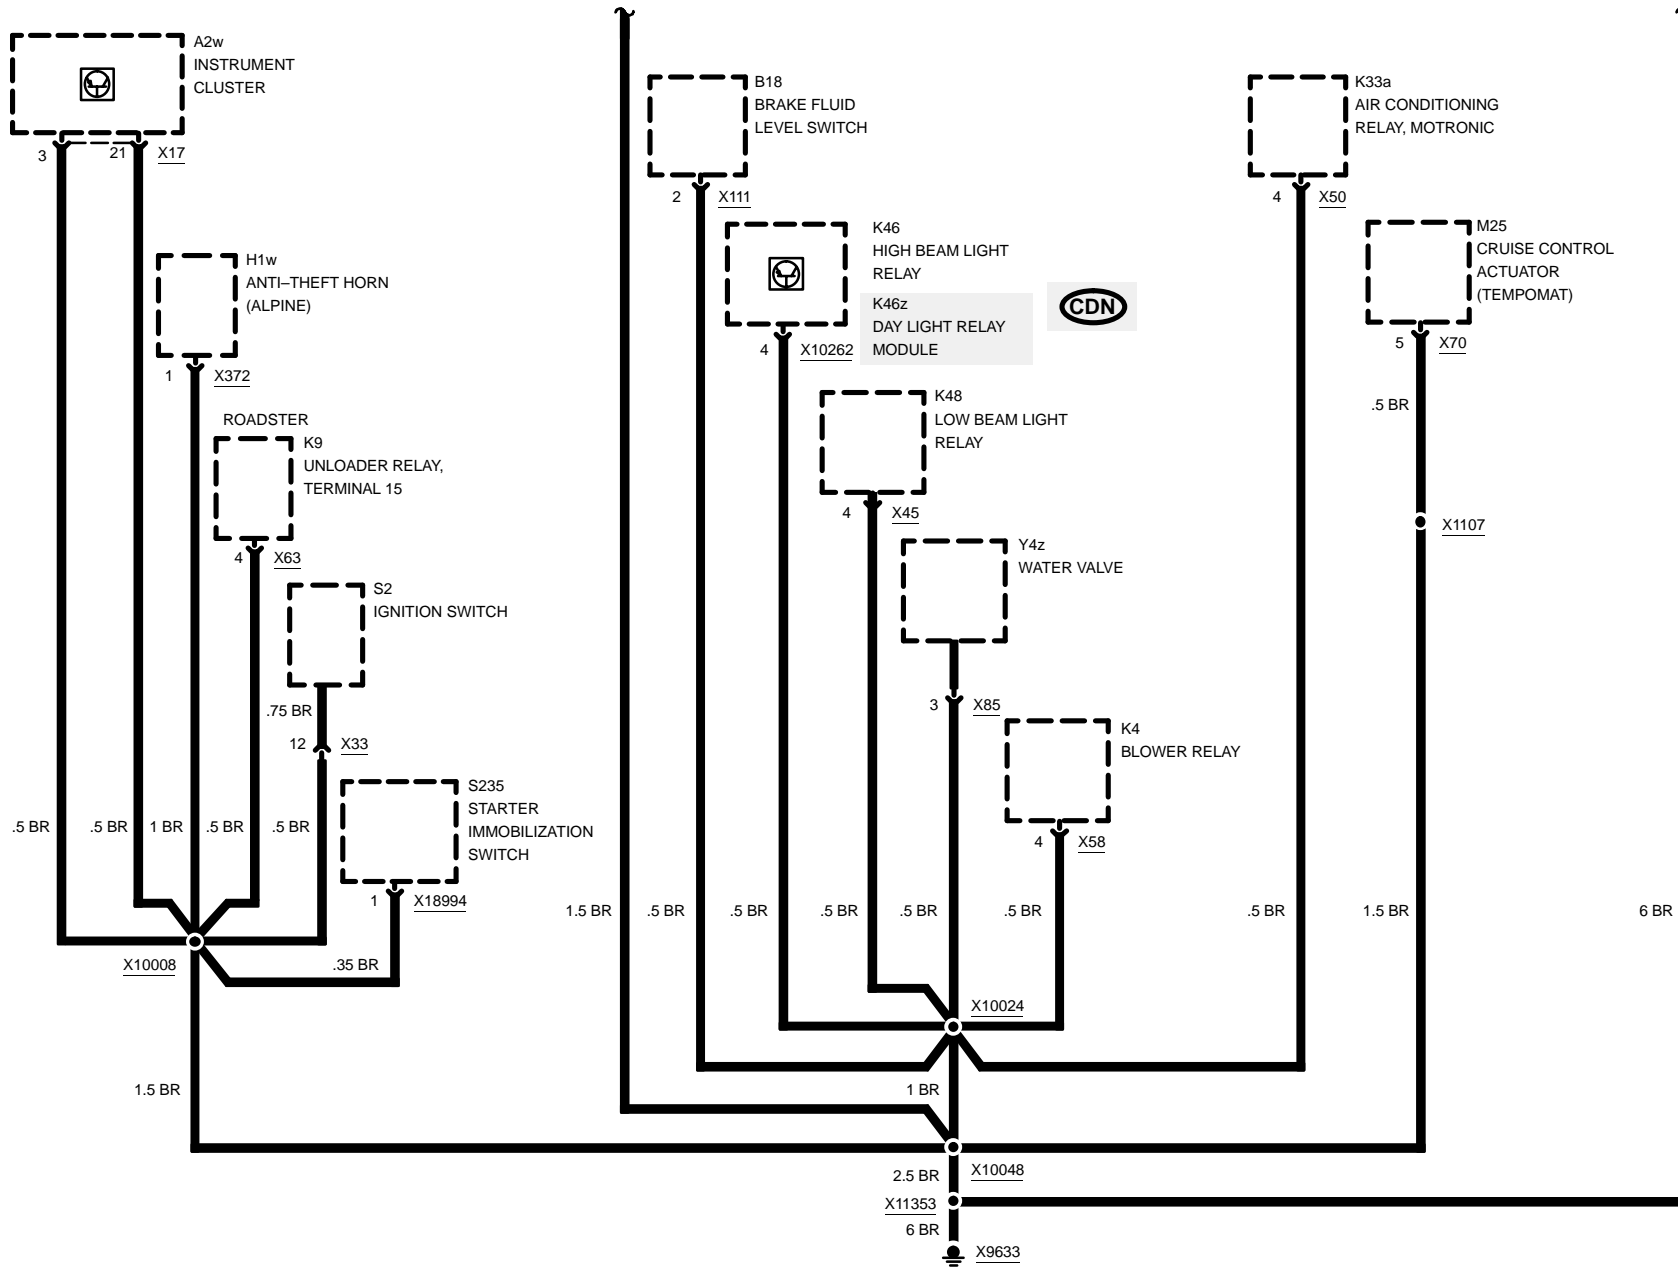 A2w
INSTRUMENT
CLUSTER
3
21
X17
H1w
ANTI–THEFT HORN
(ALPINE)
1
X372
ROADSTER
K9
UNLOADER RELAY,
TERMINAL 15
4
X63
S2
IGNITION SWITCH
.75 BR
12
X33
S235
STARTER
IMMOBILIZATION
SWITCH
1
X18994
.5 BR
.5 BR
1 BR
.5 BR
.5 BR
X10008
.35 BR
1.5 BR
B18
BRAKE FLUID
LEVEL SWITCH
2
X111
K46
HIGH BEAM LIGHT
RELAY
K46z
DAY LIGHT RELAY
MODULE
CDN
4
X10262
K48
LOW BEAM LIGHT
RELAY
4
X45
Y4z
WATER VALVE
3
X85
K4
BLOWER RELAY
4
X58
K33a
AIR CONDITIONING
RELAY, MOTRONIC
4
X50
M25
CRUISE CONTROL
ACTUATOR
(TEMPOMAT)
5
X70
.5 BR
X1107
1.5 BR
.5 BR
.5 BR
.5 BR
.5 BR
.5 BR
.5 BR
1.5 BR
6 BR
X10024
1 BR
X10048
2.5 BR
X11353
6 BR
X9633